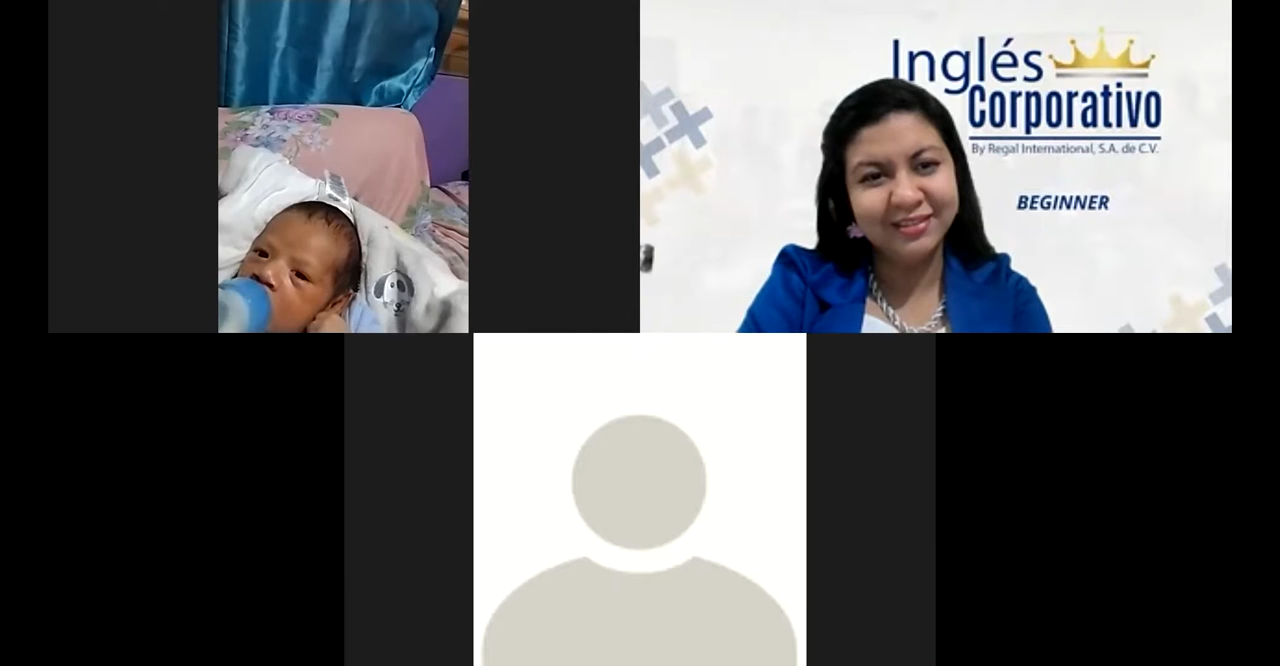 Inglés
Corporativo
By Regal International, S.A. de C.V.
BEGINNER